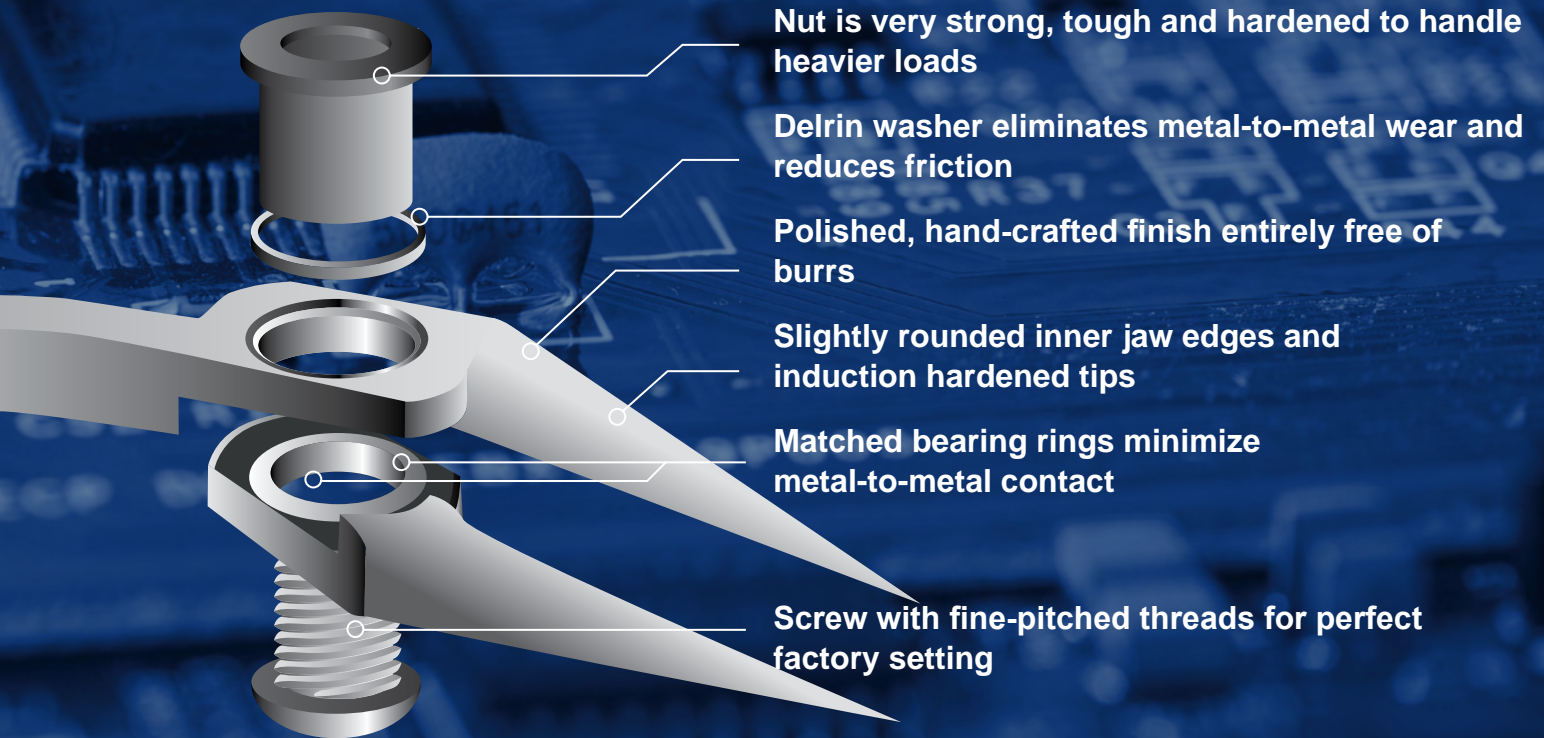 Nut is very strong, tough and hardened to handle
heavier loads
Delrin washer eliminates metal-to-metal wear and
reduces friction
R37
Polished, hand-crafted finish entirely free of
burrs
Slightly rounded inner jaw edges and
induction hardened tips
Matched bearing rings minimize
metal-to-metal contact
Screw with fine-pitched threads for perfect
factory setting